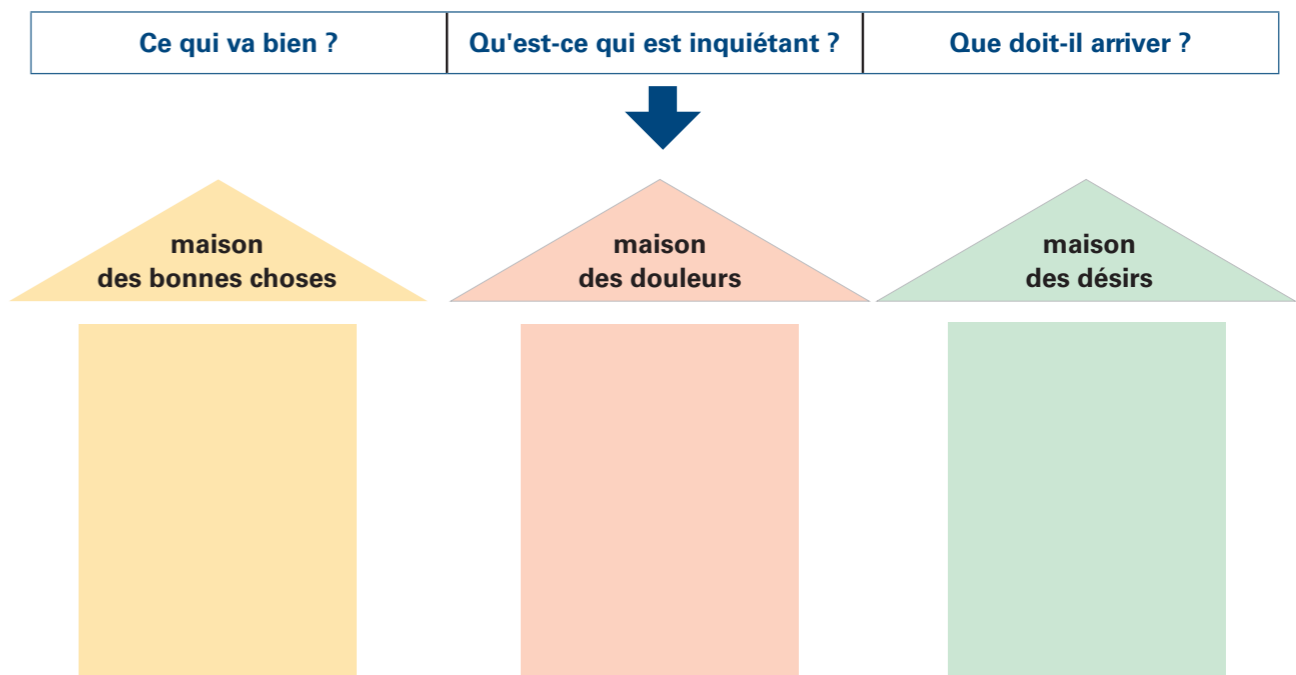 Ce qui va bien ?
Qu'est-ce qui est inquiétant ?
Que doit-il arriver ?
maison
des bonnes choses
maison
des douleurs
maison
des désirs